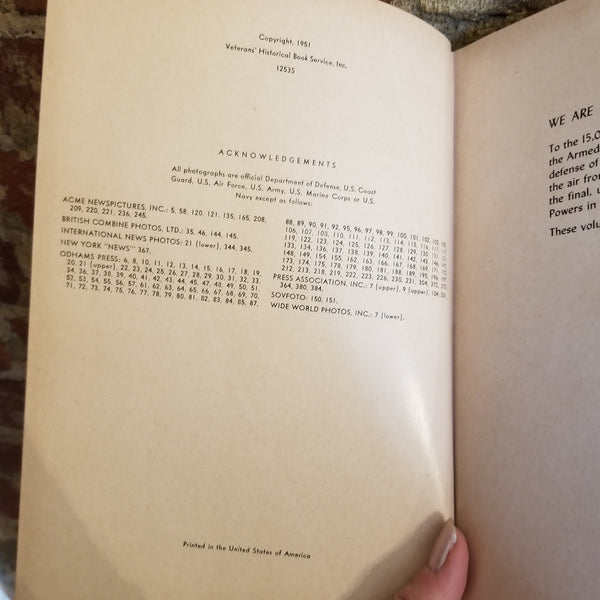 Copyright, 1951
Veterans' Historical Book Service, Inc.
1253S
ACKNOWLEDGEMENTS
All photographs are official Department of Defense, U.S. Coast
Guard, U.S. Air Force, U.S. Army, U.S. Marine Corps or U.S.
Navy except as follows:
ACME NEWSPICTURES, INC.: 5, 58, 120, 121, 135, 165, 208,
209, 220, 221, 236, 245.
BRITISH COMBINE PHOTOS, LTD.: 35, 46, 144, 145.
INTERNATIONAL NEWS PHOTOS: 21 (lower), 344, 345.
NEW YORK "NEWS" 367.
ODHAMS PRESS: 6, 8, 10, 11, 12, 13, 14, 15, 16, 17, 18, 19,
20, 21 (upper), 22, 23, 24, 25, 26, 27, 28, 29, 30, 31, 32, 33,
34, 36, 37, 38, 39, 40, 41, 42, 43, 44, 45, 47, 49, 50, 51,
52, 53, 54, 55, 56, 57, 61, 62, 63, 64, 65, 66, 67, 68, 69, 70,
71, 72, 73, 74, 75, 76, 77, 78, 79, 80, 81, 82, 83, 84, 85, 87,
88, 89, 90, 91, 92, 95, 96, 97, 98, 99, 100, 101, 102, 103,
106, 107, 108, 109, 110, 111, 112, 113, 114, 115, 116,
119, 122, 123, 124, 125, 126, 127, 128, 129, 130, 131,
133, 134, 136, 137, 138, 139, 140, 141, 142, 143, 146,
148, 149, 154, 155, 162, 163, 166, 167, 168, 169, 171,
173, 174, 175, 178, 179, 180, 181, 188, 189, 195, 196,
212, 213, 218, 219, 222, 223, 226, 230, 231, 304, 372,
PRESS ASSOCIATION, INC.: 7 (upper), 9 (upper), 104,
364, 380, 384.
SOVFOTO: 150, 151.
WIDE WORLD PHOTOS, INC.: 7 (lower).
Printed in the United States of America
WE ARE
To the 15,0
the Armed
defense of
the air fron
the final, u
Powers in
These volu